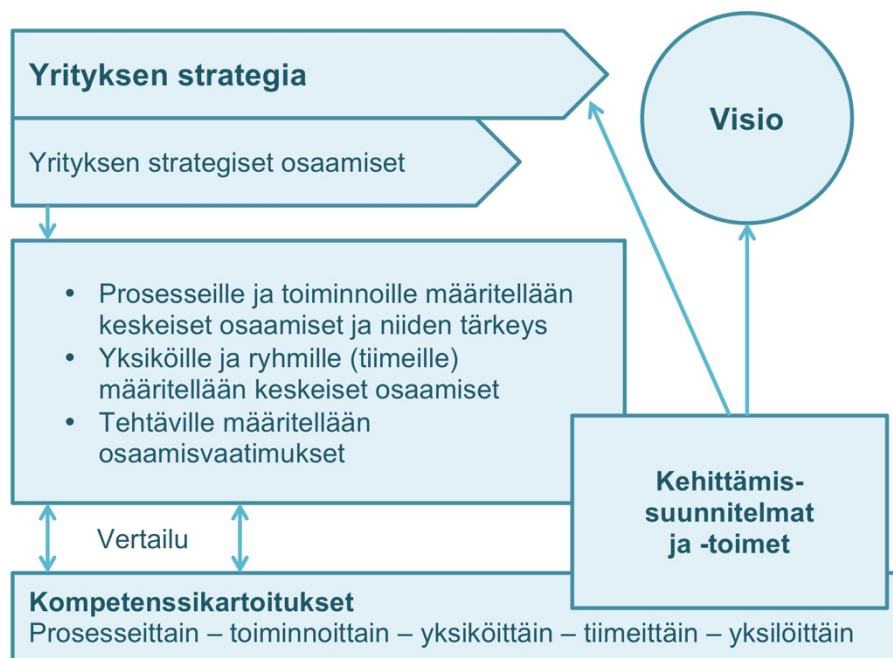 Yrityksen strategia
Visio
Yrityksen strategiset osaamiset
• Prosesseille ja toiminnoille määritellään
keskeiset osaamiset ja niiden tärkeys
• Yksiköille ja ryhmille (tiimeille)
määritellään keskeiset osaamiset
• Tehtäville määritellään
osaamisvaatimukset
Kehittämis-
suunnitelmat
ja -toimet
Vertailu
Kompetenssikartoitukset
Prosesseittain – toiminnoittain – yksiköittäin – tiimeittäin – yksilöittäin